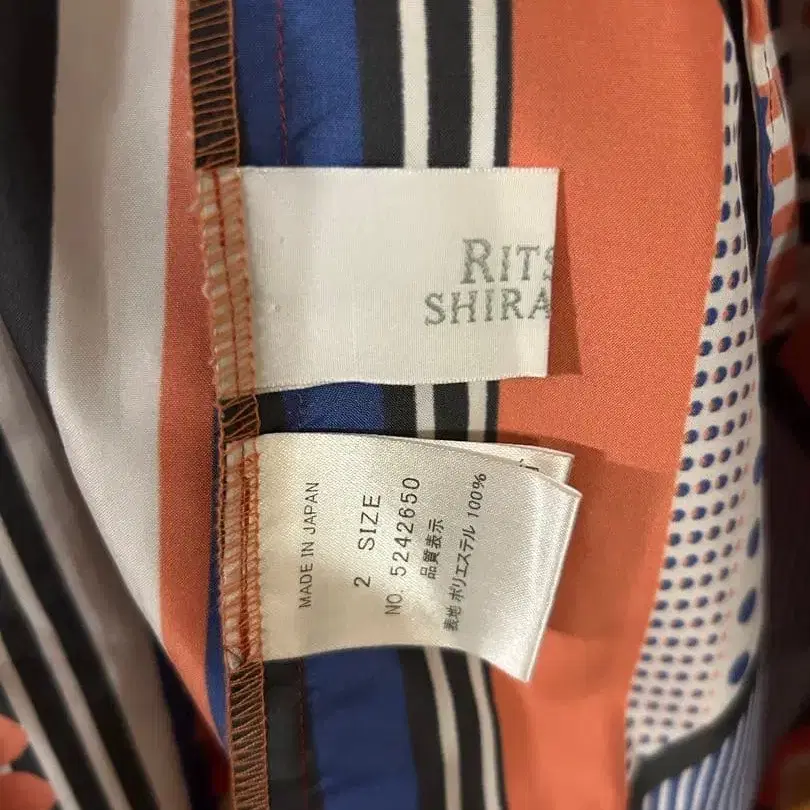 RITS
SHIRA
MADE IN JAPAN
2 SIZE
NO. 5242650
品質表示
表地 ポリエステル 100%